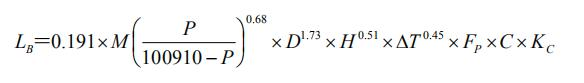 L_B = 0.191 × M (P / (100910 − P))^0.68 × D^1.73 × H^0.51 × ΔT^0.45 × F_P × C × K_C